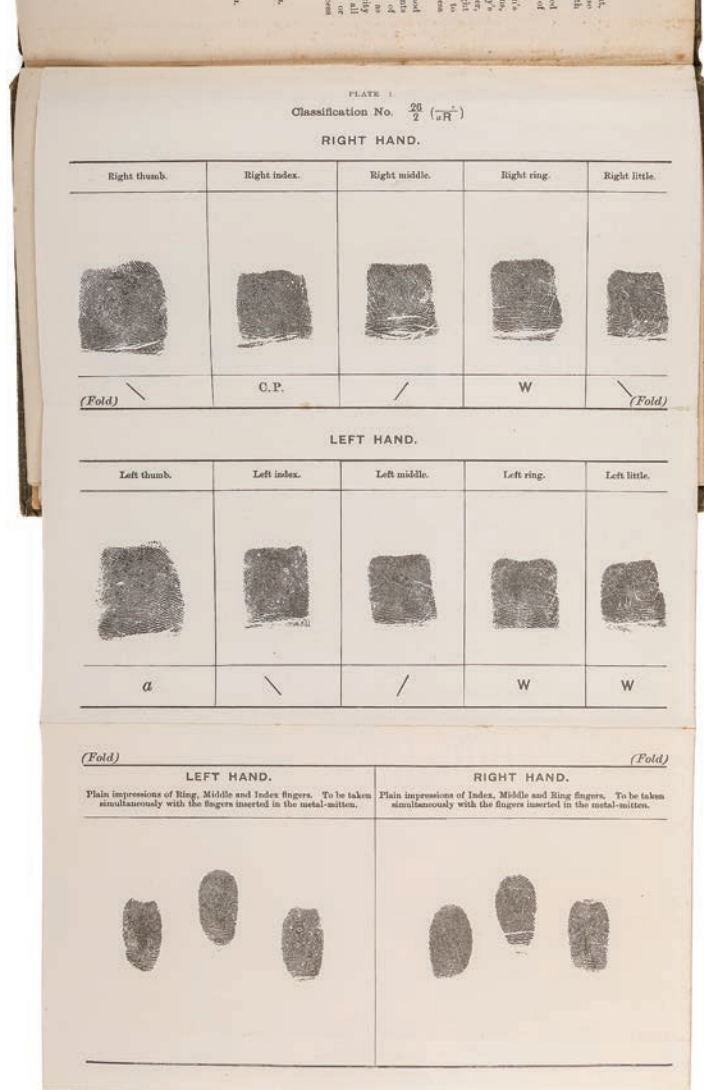 PLATE 1
Classification No. 26/2 (/aR)
RIGHT HAND.
Right thumb. Right index. Right middle. Right ring. Right little.
\ C.P. / W \
(Fold) (Fold)
LEFT HAND.
Left thumb. Left index. Left middle. Left ring. Left little.
a \ / W W
(Fold) (Fold)
LEFT HAND.
Plain impressions of Ring, Middle and Index fingers. To be taken
simultaneously with the fingers inserted in the metal-mitten.
RIGHT HAND.
Plain impressions of Index, Middle and Ring fingers. To be taken
simultaneously with the fingers inserted in the metal-mitten.